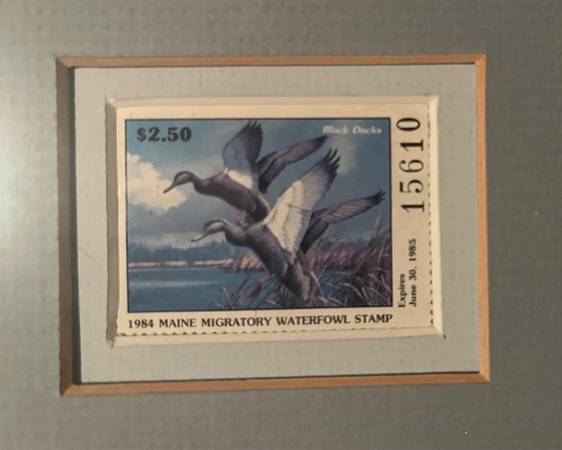 $2.50
Black Ducks
15610
Expires
June 30, 1985
1984 MAINE MIGRATORY WATERFOWL STAMP